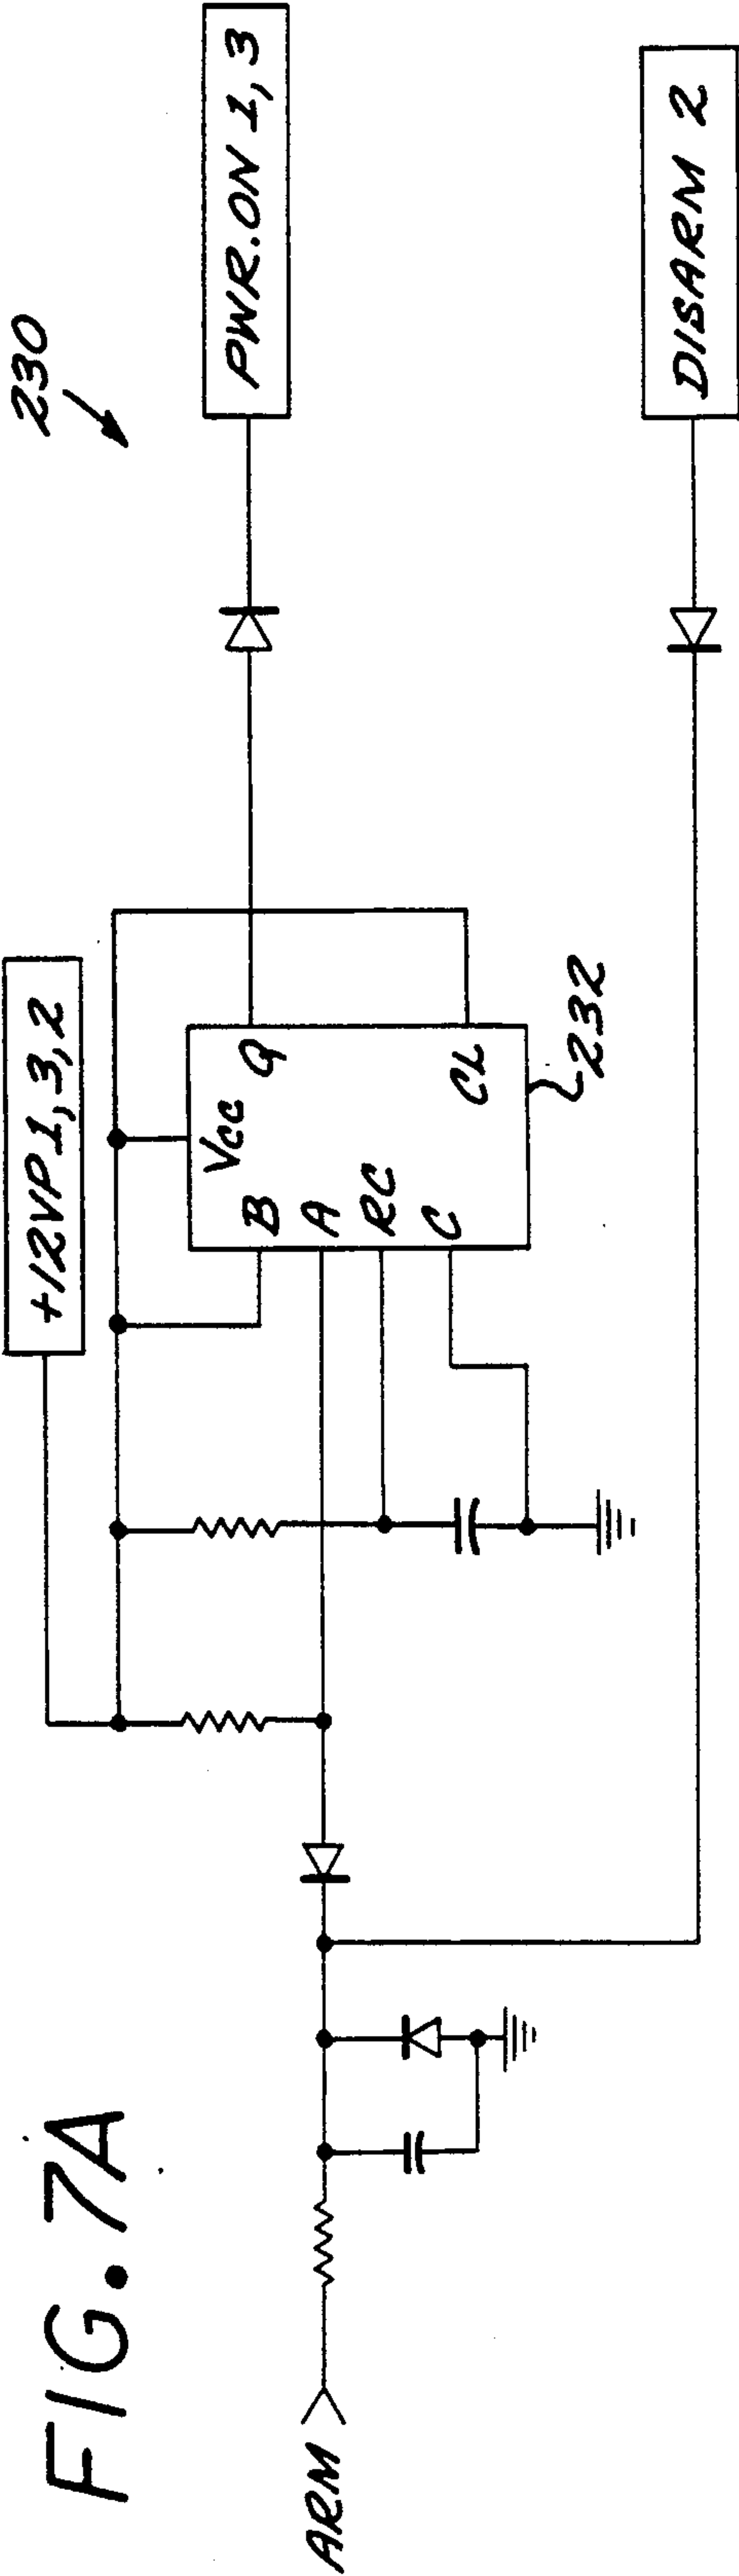 FIG. 7A
230
+12VP1,3,2
PWR.ON 1,3
Vcc
B
Q
A
RC
C
CL
232
ARM
DISARM 2